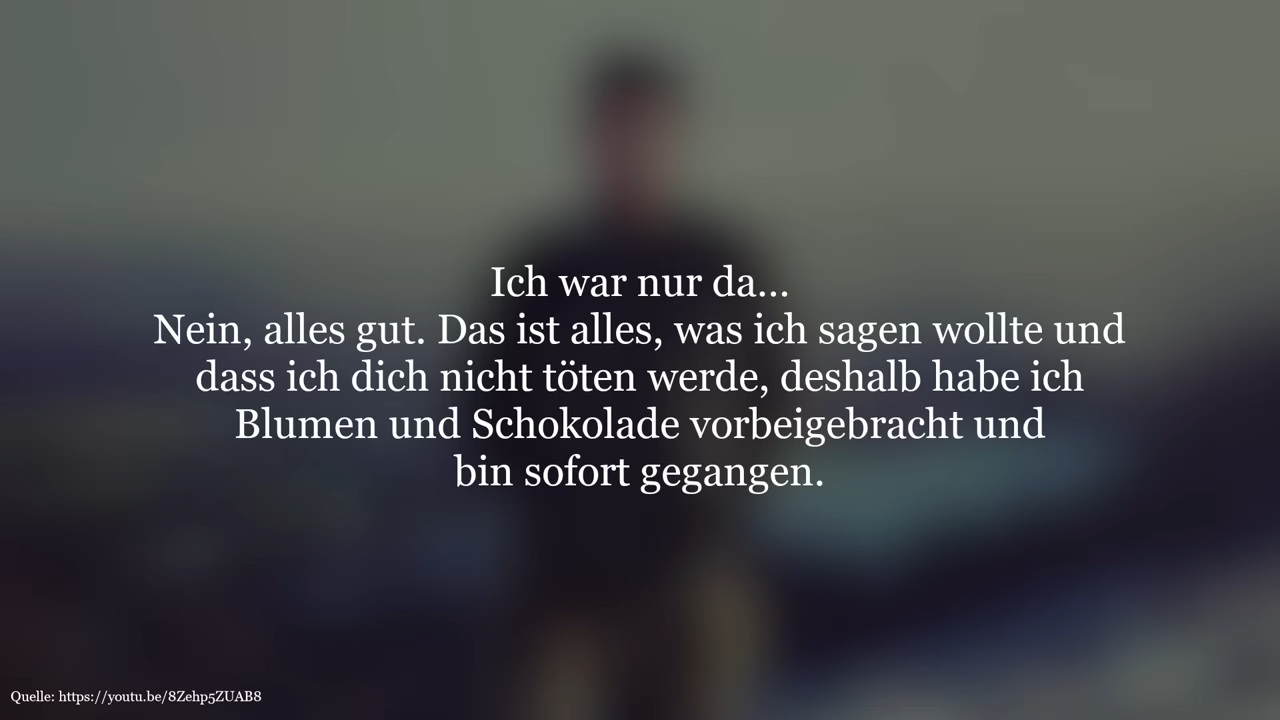 Ich war nur da...
Nein, alles gut. Das ist alles, was ich sagen wollte und
dass ich dich nicht töten werde, deshalb habe ich
Blumen und Schokolade vorbeigebracht und
bin sofort gegangen.
Quelle: https://youtu.be/8Zehp5ZUAB8